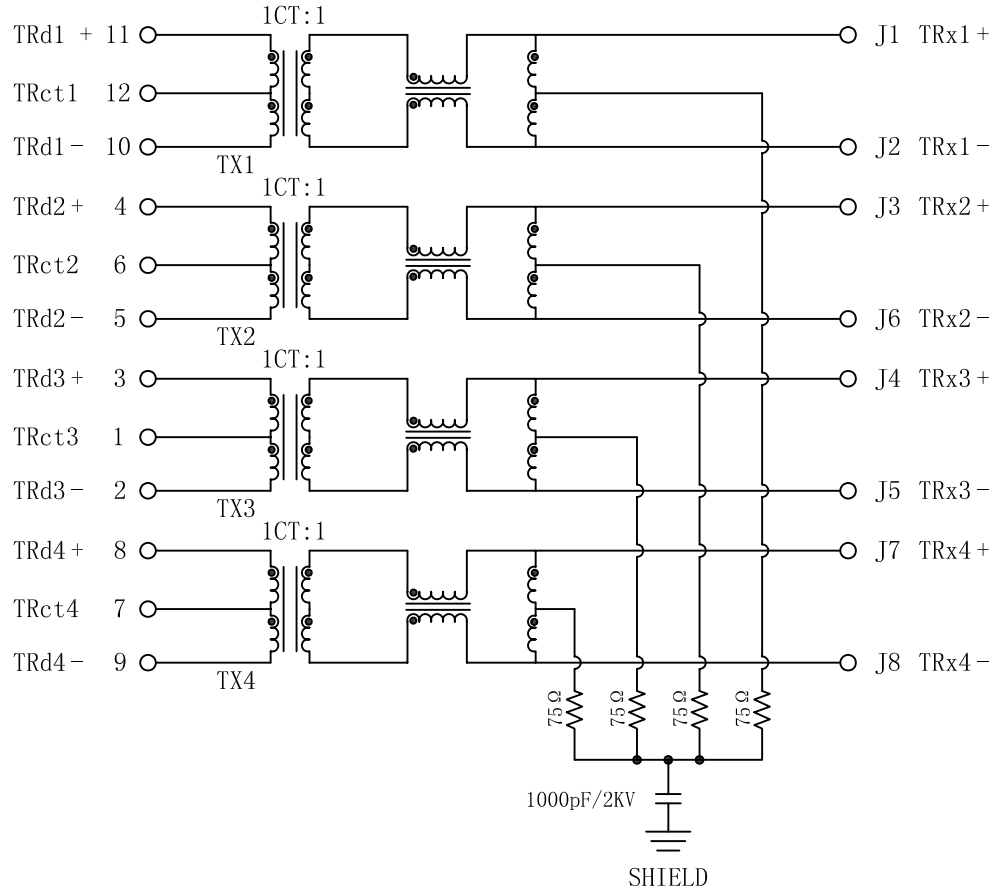 1CT:1
TRd1 + 11
J1 TRx1+
TRct1 12
TRd1- 10
J2 TRx1-
TX1
1CT:1
TRd2+ 4
J3 TRx2+
TRct2 6
TRd2- 5
J6 TRx2-
TX2
1CT:1
TRd3+ 3
J4 TRx3+
TRct3 1
TRd3- 2
J5 TRx3-
TX3
1CT:1
TRd4+ 8
J7 TRx4+
TRct4 7
TRd4- 9
J8 TRx4-
TX4
75Ω
75Ω
75Ω
75Ω
1000pF/2KV
SHIELD